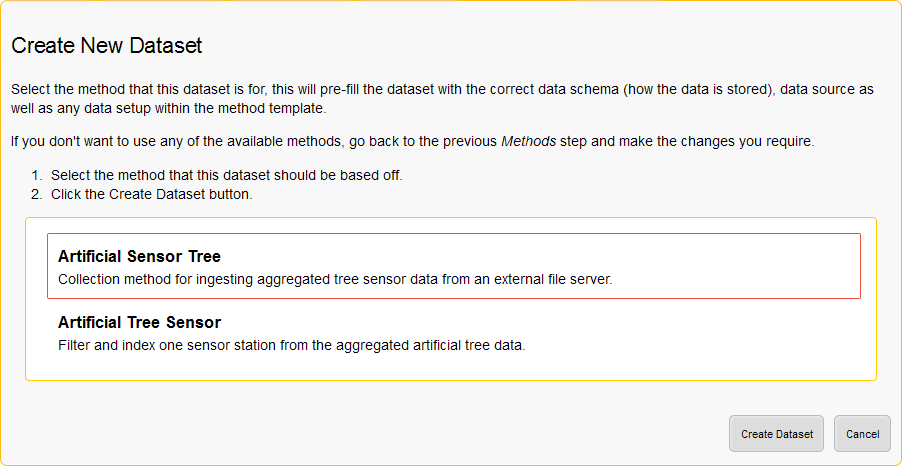 Create New Dataset
Select the method that this dataset is for, this will pre-fill the dataset with the correct data schema (how the data is stored), data source as
well as any data setup within the method template.
If you don't want to use any of the available methods, go back to the previous Methods step and make the changes you require.
1. Select the method that this dataset should be based off.
2. Click the Create Dataset button.
Artificial Sensor Tree
Collection method for ingesting aggregated tree sensor data from an external file server.
Artificial Tree Sensor
Filter and index one sensor station from the aggregated artificial tree data.
Create Dataset Cancel